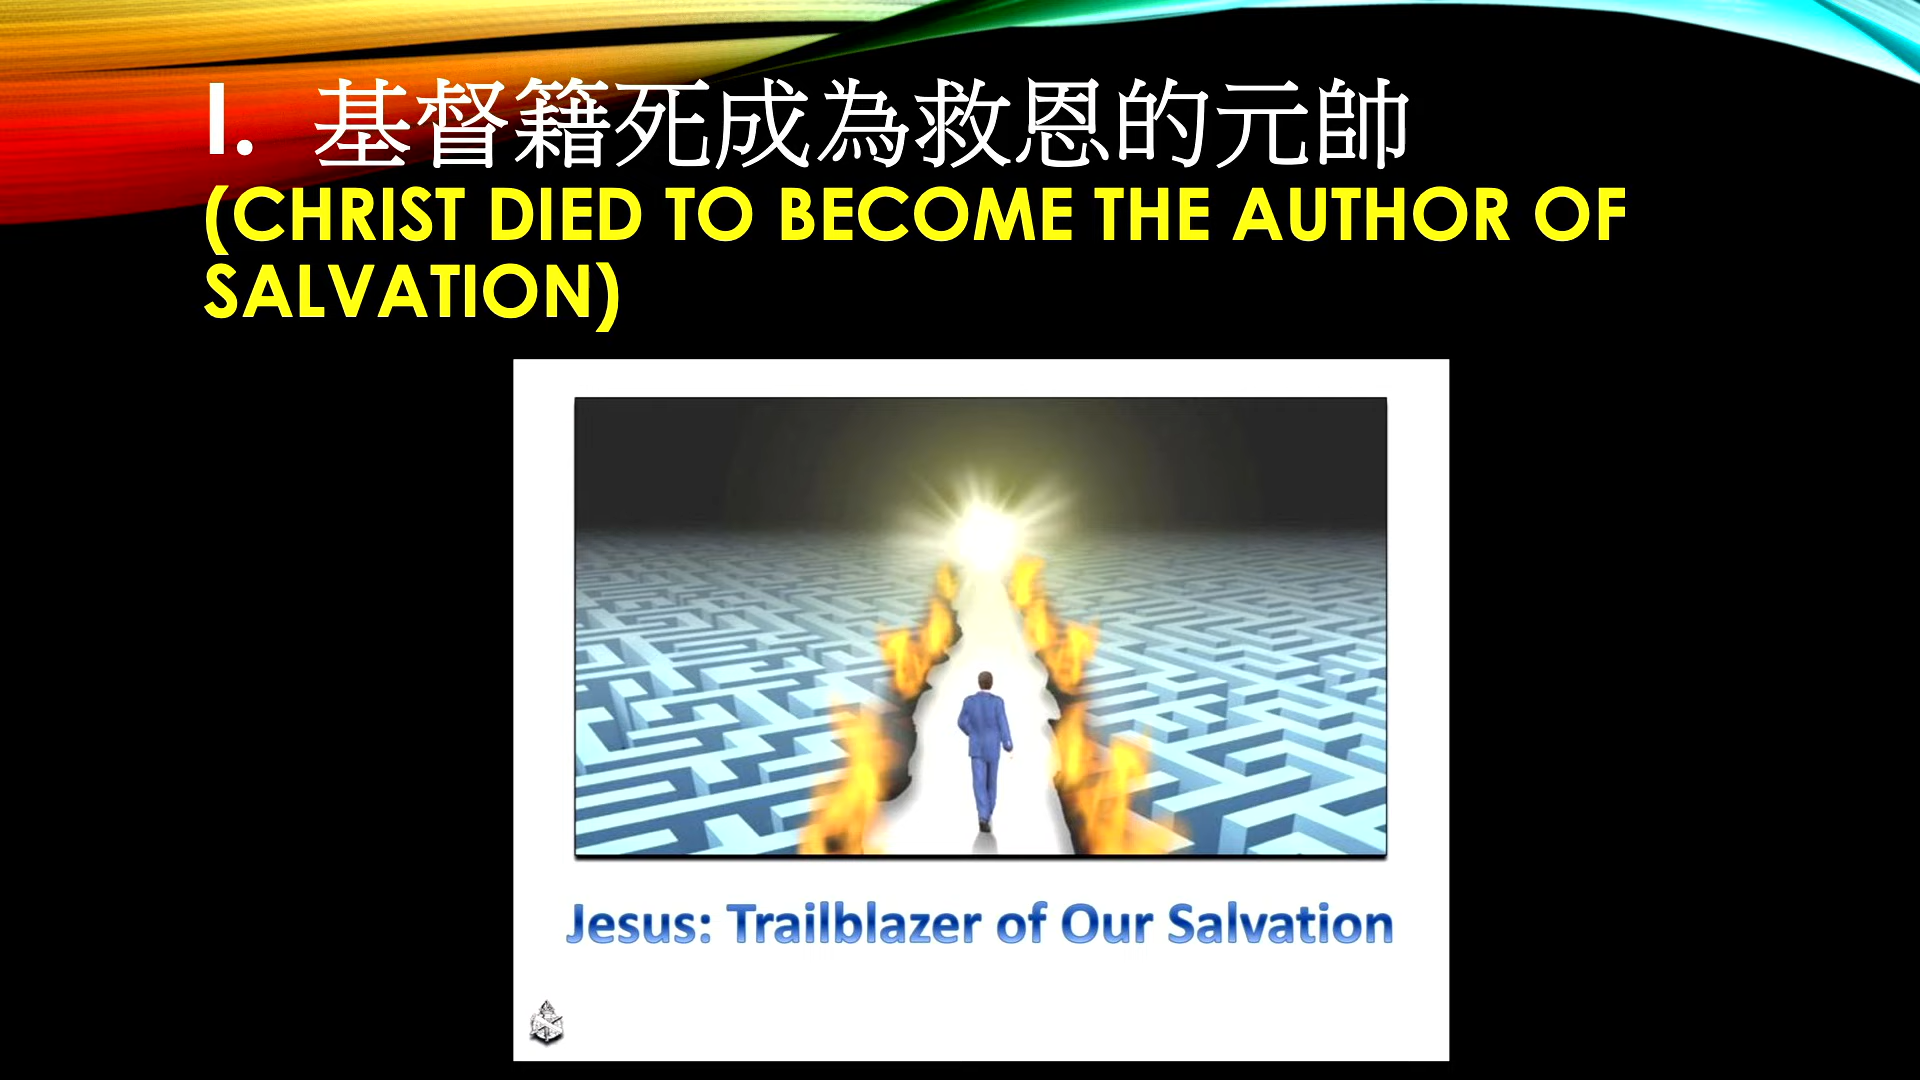 I. 基督籍死成為救恩的元帥
(CHRIST DIED TO BECOME THE AUTHOR OF
SALVATION)
Jesus: Trailblazer of Our Salvation